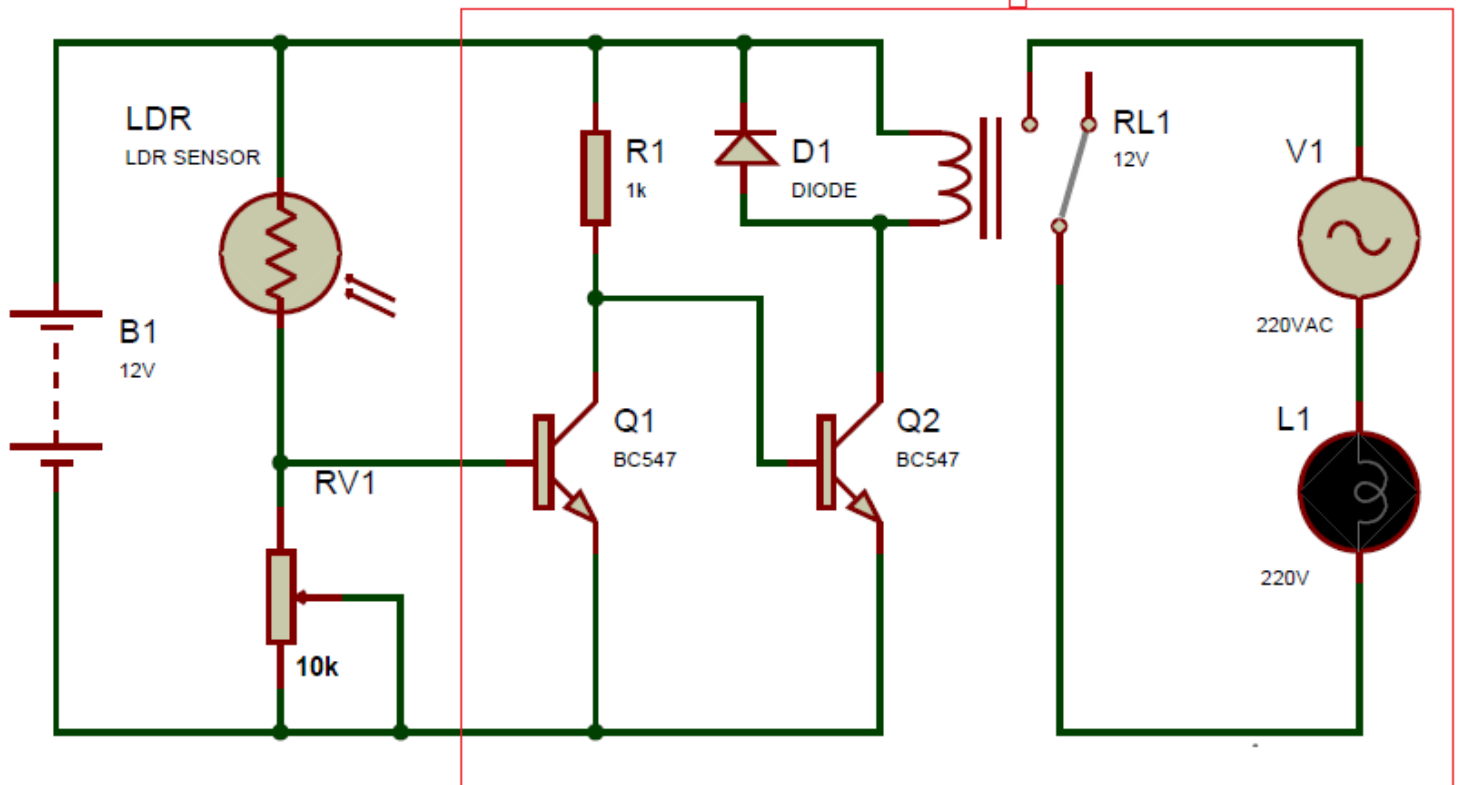 LDR
LDR SENSOR
B1
12V
RV1
10k
R1
1k
D1
DIODE
Q1
BC547
Q2
BC547
RL1
12V
V1
220VAC
L1
220V